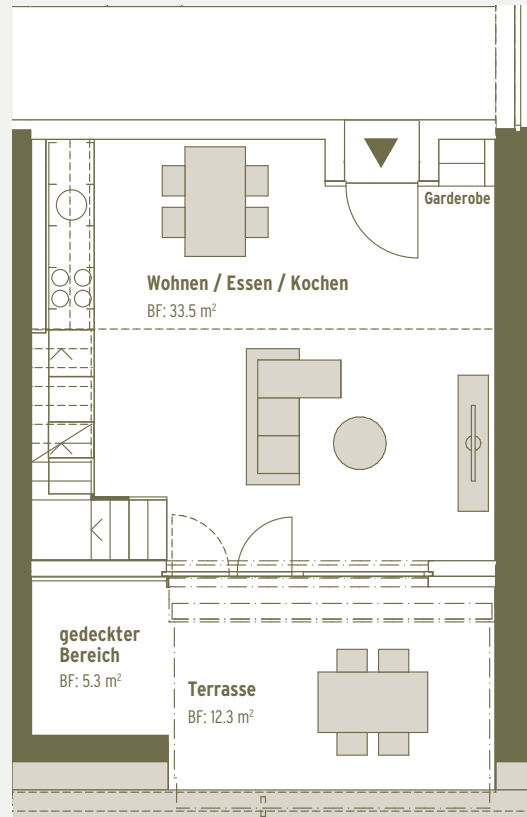 Garderobe
Wohnen / Essen / Kochen
BF: 33.5 m²
gedeckter
Bereich
BF: 5.3 m²
Terrasse
BF: 12.3 m²